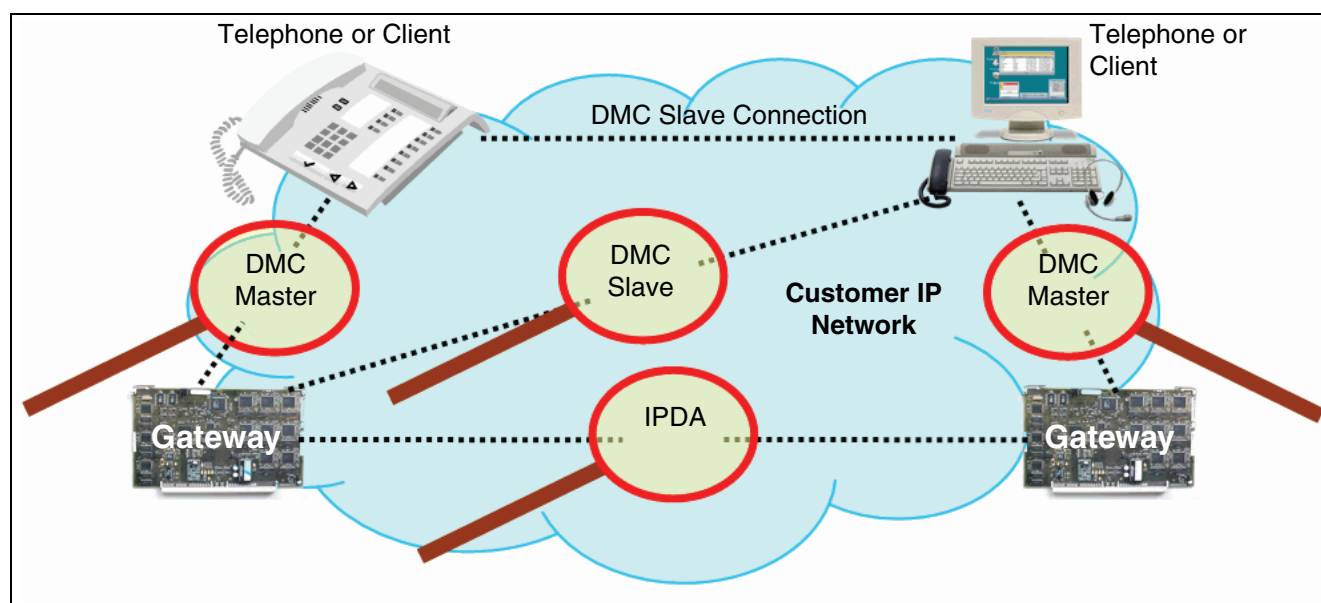 Telephone or Client
Telephone or
Client
DMC Slave Connection
DMC
Master
DMC
Slave
DMC
Master
Customer IP
Network
IPDA
Gateway
Gateway